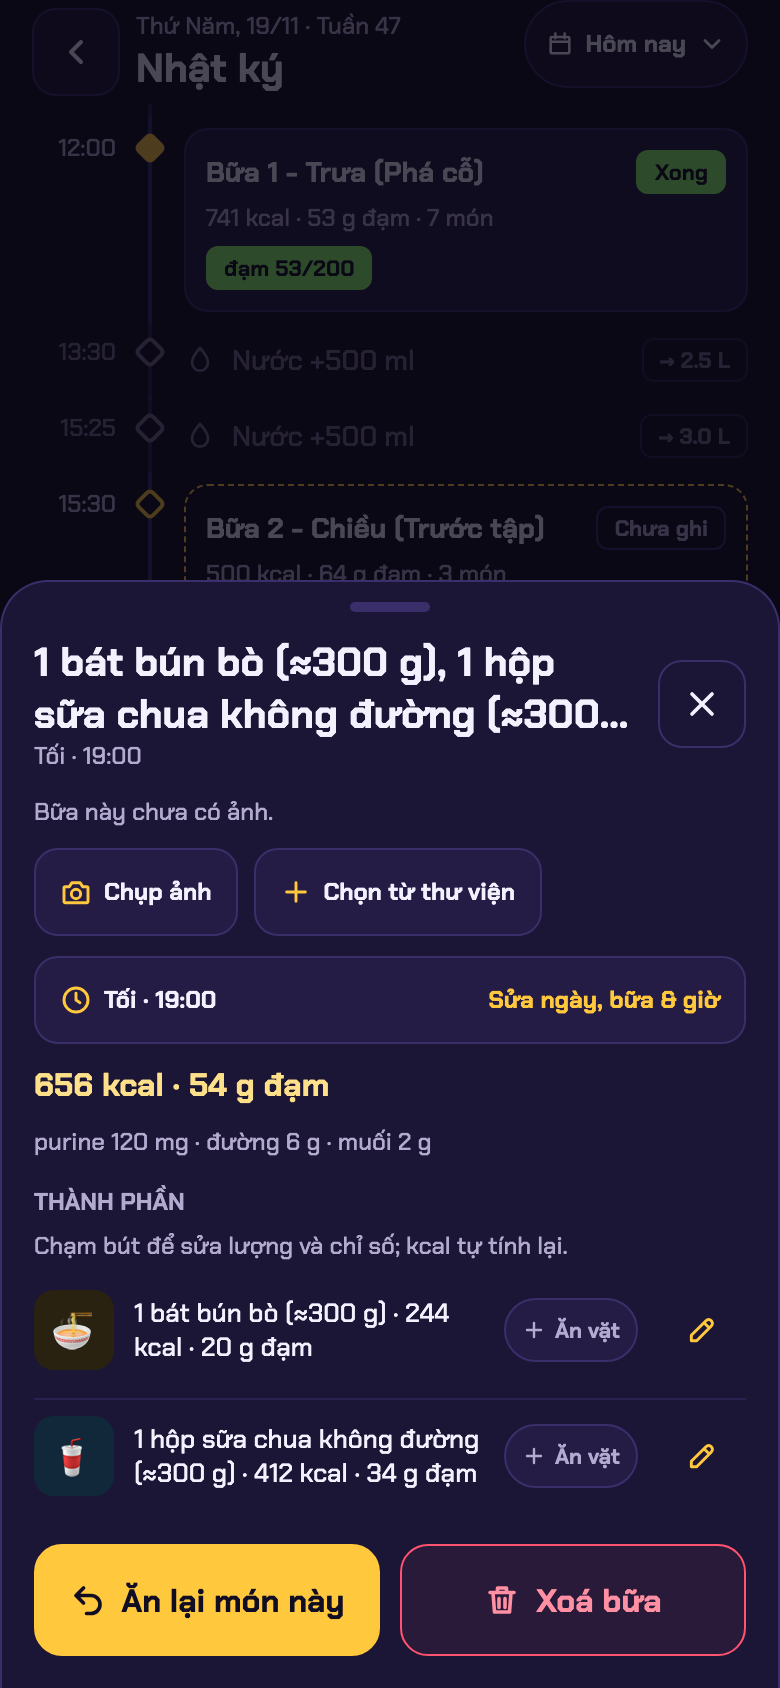 Thứ Năm, 19/11 · Tuần 47
Nhật ký
Hôm nay
12:00
Bữa 1 - Trưa (Phá cỗ)
Xong
741 kcal · 53 g đạm · 7 món
đạm 53/200
13:30
Nước +500 ml
→ 2.5 L
15:25
Nước +500 ml
→ 3.0 L
15:30
Bữa 2 - Chiều (Trước tập)
Chưa ghi
500 kcal · 64 g đạm · 3 món
1 bát bún bò (≈300 g), 1 hộp
sữa chua không đường (≈300...
Tối · 19:00
Bữa này chưa có ảnh.
Chụp ảnh
Chọn từ thư viện
Tối · 19:00
Sửa ngày, bữa & giờ
656 kcal · 54 g đạm
purine 120 mg · đường 6 g · muối 2 g
THÀNH PHẦN
Chạm bút để sửa lượng và chỉ số; kcal tự tính lại.
1 bát bún bò (≈300 g) · 244
kcal · 20 g đạm
+ Ăn vặt
1 hộp sữa chua không đường
(≈300 g) · 412 kcal · 34 g đạm
+ Ăn vặt
Ăn lại món này
Xoá bữa